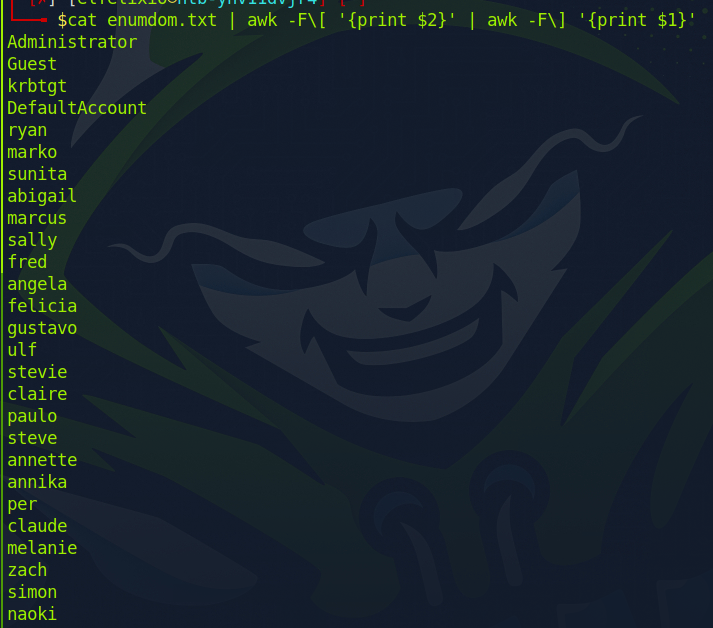 $cat enumdom.txt | awk -F\[ '{print $2}' | awk -F\] '{print $1}'
Administrator
Guest
krbtgt
DefaultAccount
ryan
marko
sunita
abigail
marcus
sally
fred
angela
felicia
gustavo
ulf
stevie
claire
paulo
steve
annette
annika
per
claude
melanie
zach
simon
naoki